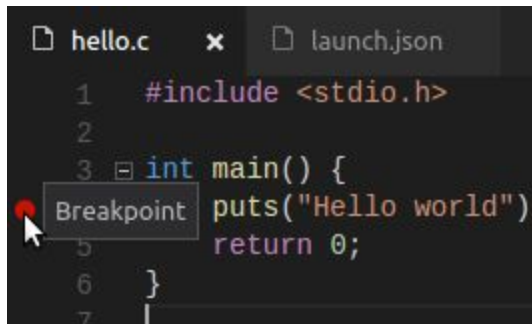 hello.c × launch.json
1 #include <stdio.h>
2
3 int main() {
Breakpoint puts("Hello world")
5 return 0;
6 }
7